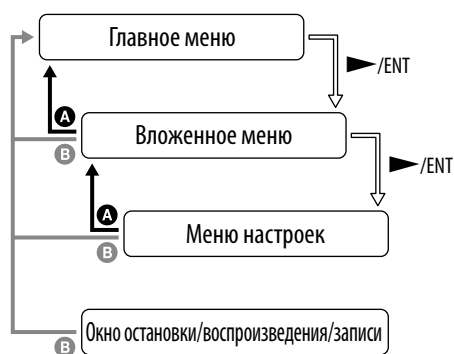 Главное меню
/ENT
A
Вложенное меню
B
/ENT
A
Меню настроек
B
Окно остановки/воспроизведения/записи
B